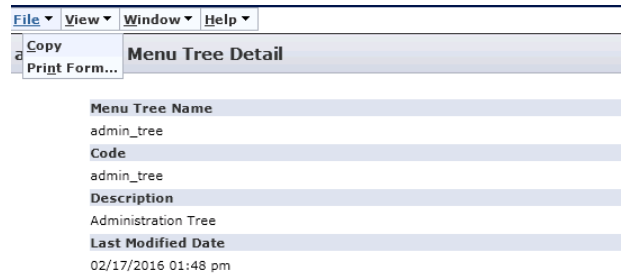 File ▾ View ▾ Window ▾ Help ▾
Copy
Print Form...
Menu Tree Detail
Menu Tree Name
admin_tree
Code
admin_tree
Description
Administration Tree
Last Modified Date
02/17/2016 01:48 pm